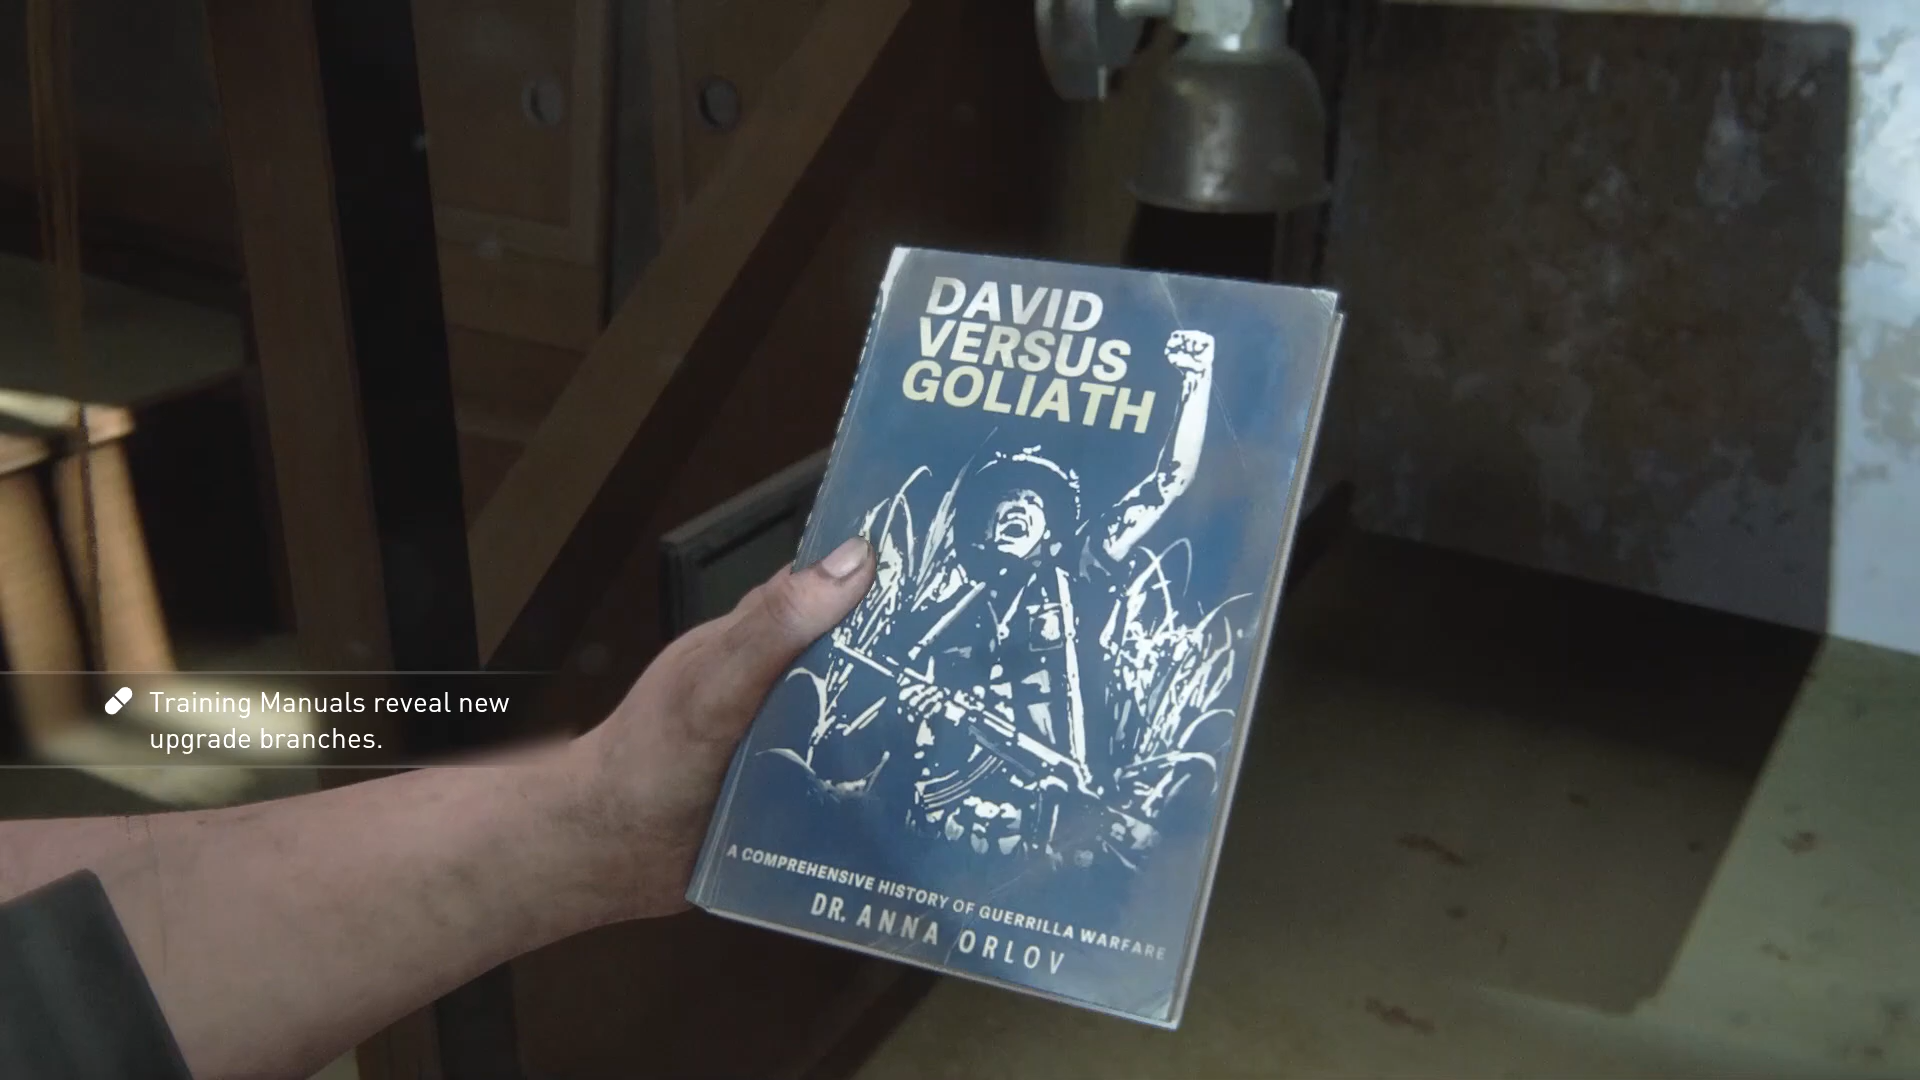 DAVID
VERSUS
GOLIATH
A COMPREHENSIVE HISTORY OF GUERRILLA WARFARE
DR. ANNA ORLOV
Training Manuals reveal new
upgrade branches.